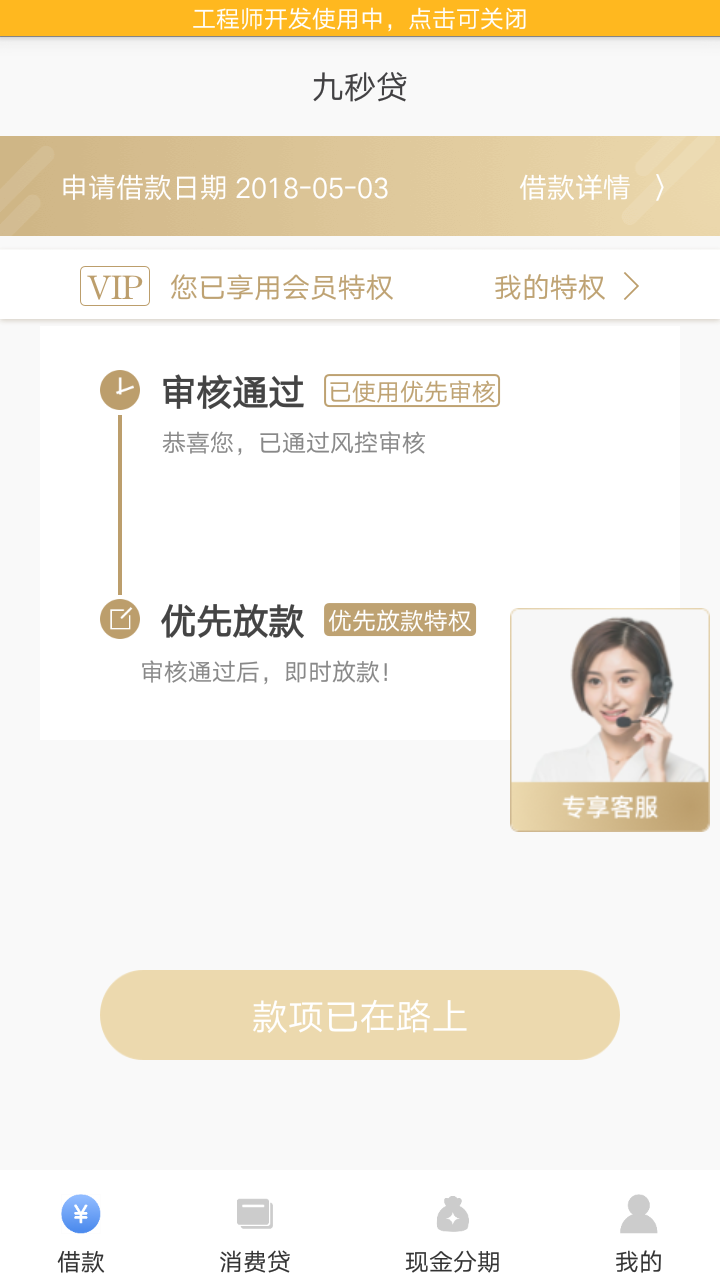 工程师开发使用中，点击可关闭
九秒贷
申请借款日期 2018-05-03 借款详情 〉
VIP 您已享用会员特权 我的特权
审核通过 已使用优先审核
恭喜您，已通过风控审核
优先放款 优先放款特权
审核通过后，即时放款！
专享客服
款项已在路上
¥
借款 消费贷 现金分期 我的